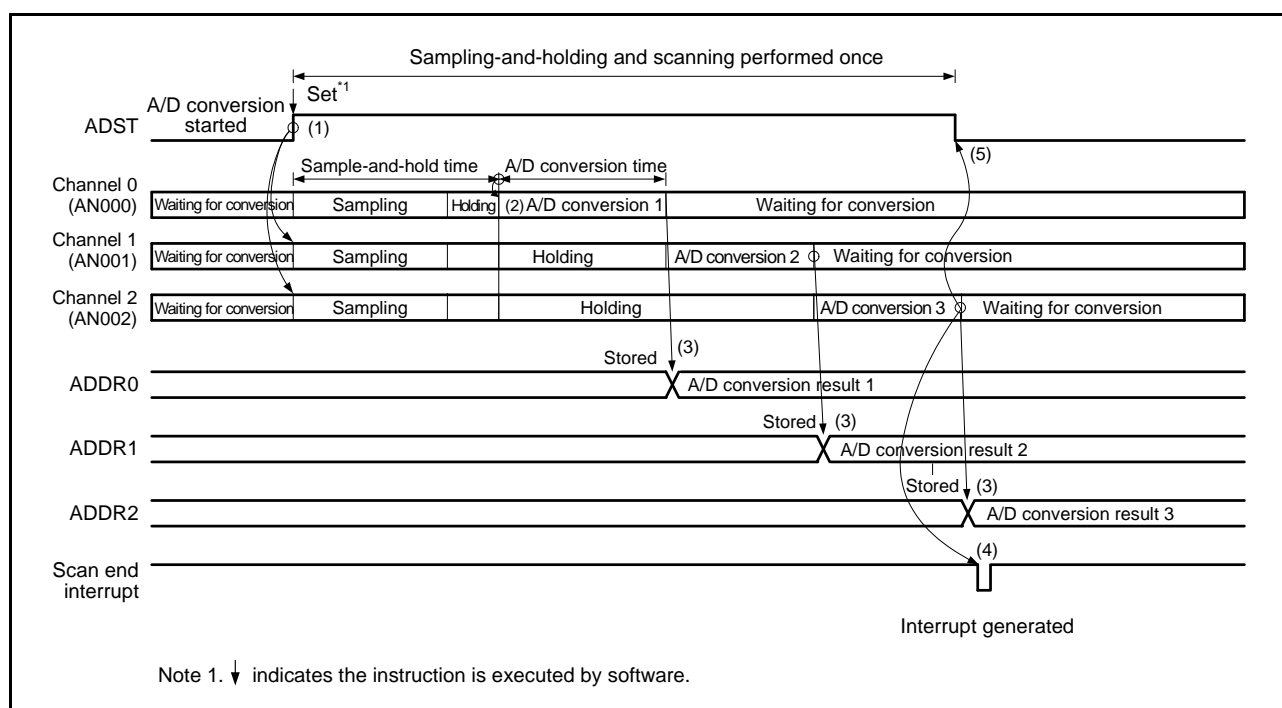 Sampling-and-holding and scanning performed once
A/D conversion
started
Set*1
ADST
(1)
(5)
Sample-and-hold time
A/D conversion time
Channel 0
(AN000)
Waiting for conversion
Sampling
Holding
(2)
A/D conversion 1
Waiting for conversion
Channel 1
(AN001)
Waiting for conversion
Sampling
Holding
A/D conversion 2
Waiting for conversion
Channel 2
(AN002)
Waiting for conversion
Sampling
Holding
A/D conversion 3
Waiting for conversion
Stored
(3)
ADDR0
A/D conversion result 1
Stored
(3)
ADDR1
A/D conversion result 2
Stored
(3)
ADDR2
A/D conversion result 3
Scan end
interrupt
(4)
Interrupt generated
Note 1. indicates the instruction is executed by software.